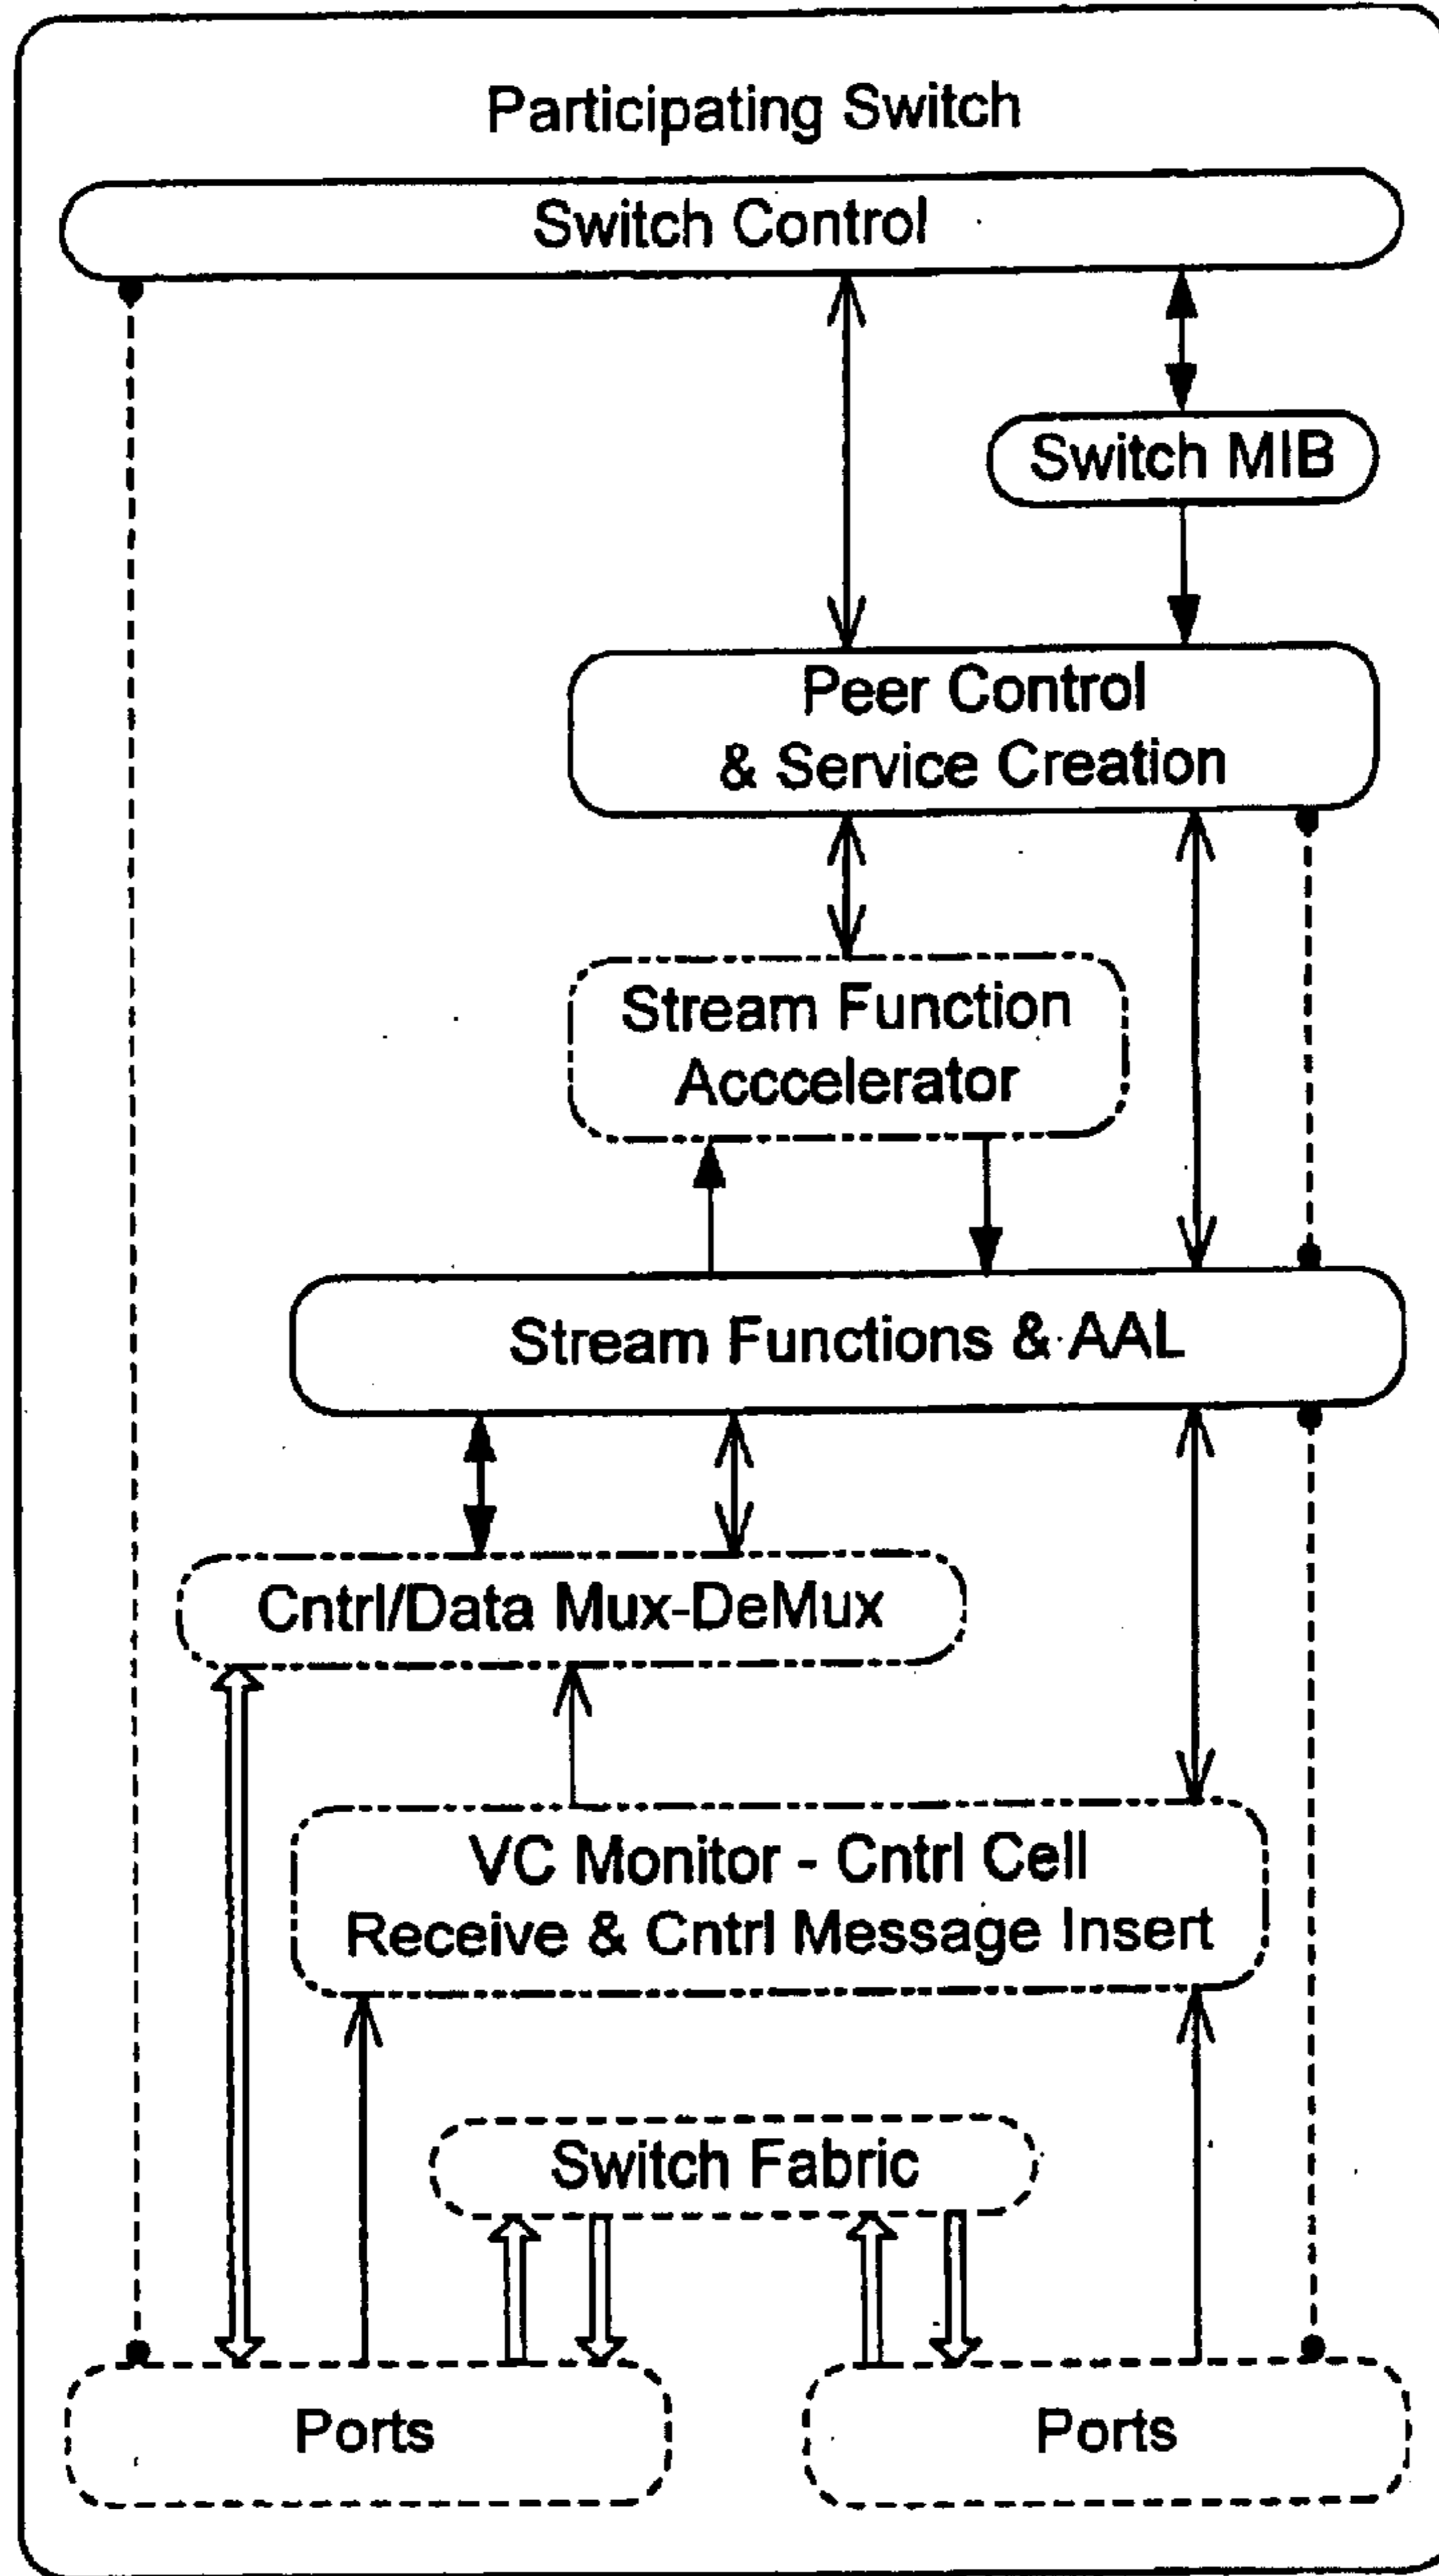 Participating Switch
Switch Control
Switch MIB
Peer Control
& Service Creation
Stream Function
Acccelerator
Stream Functions & AAL
Cntrl/Data Mux-DeMux
VC Monitor - Cntrl Cell
Receive & Cntrl Message Insert
Switch Fabric
Ports
Ports